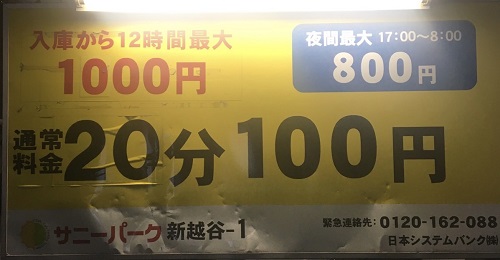 入庫から12時間最大
1000円
夜間最大 17:00～8:00
800円
通常料金 20分100円
サニーパーク 新越谷-1
緊急連絡先: 0120-162-088
日本システムバンク㈱